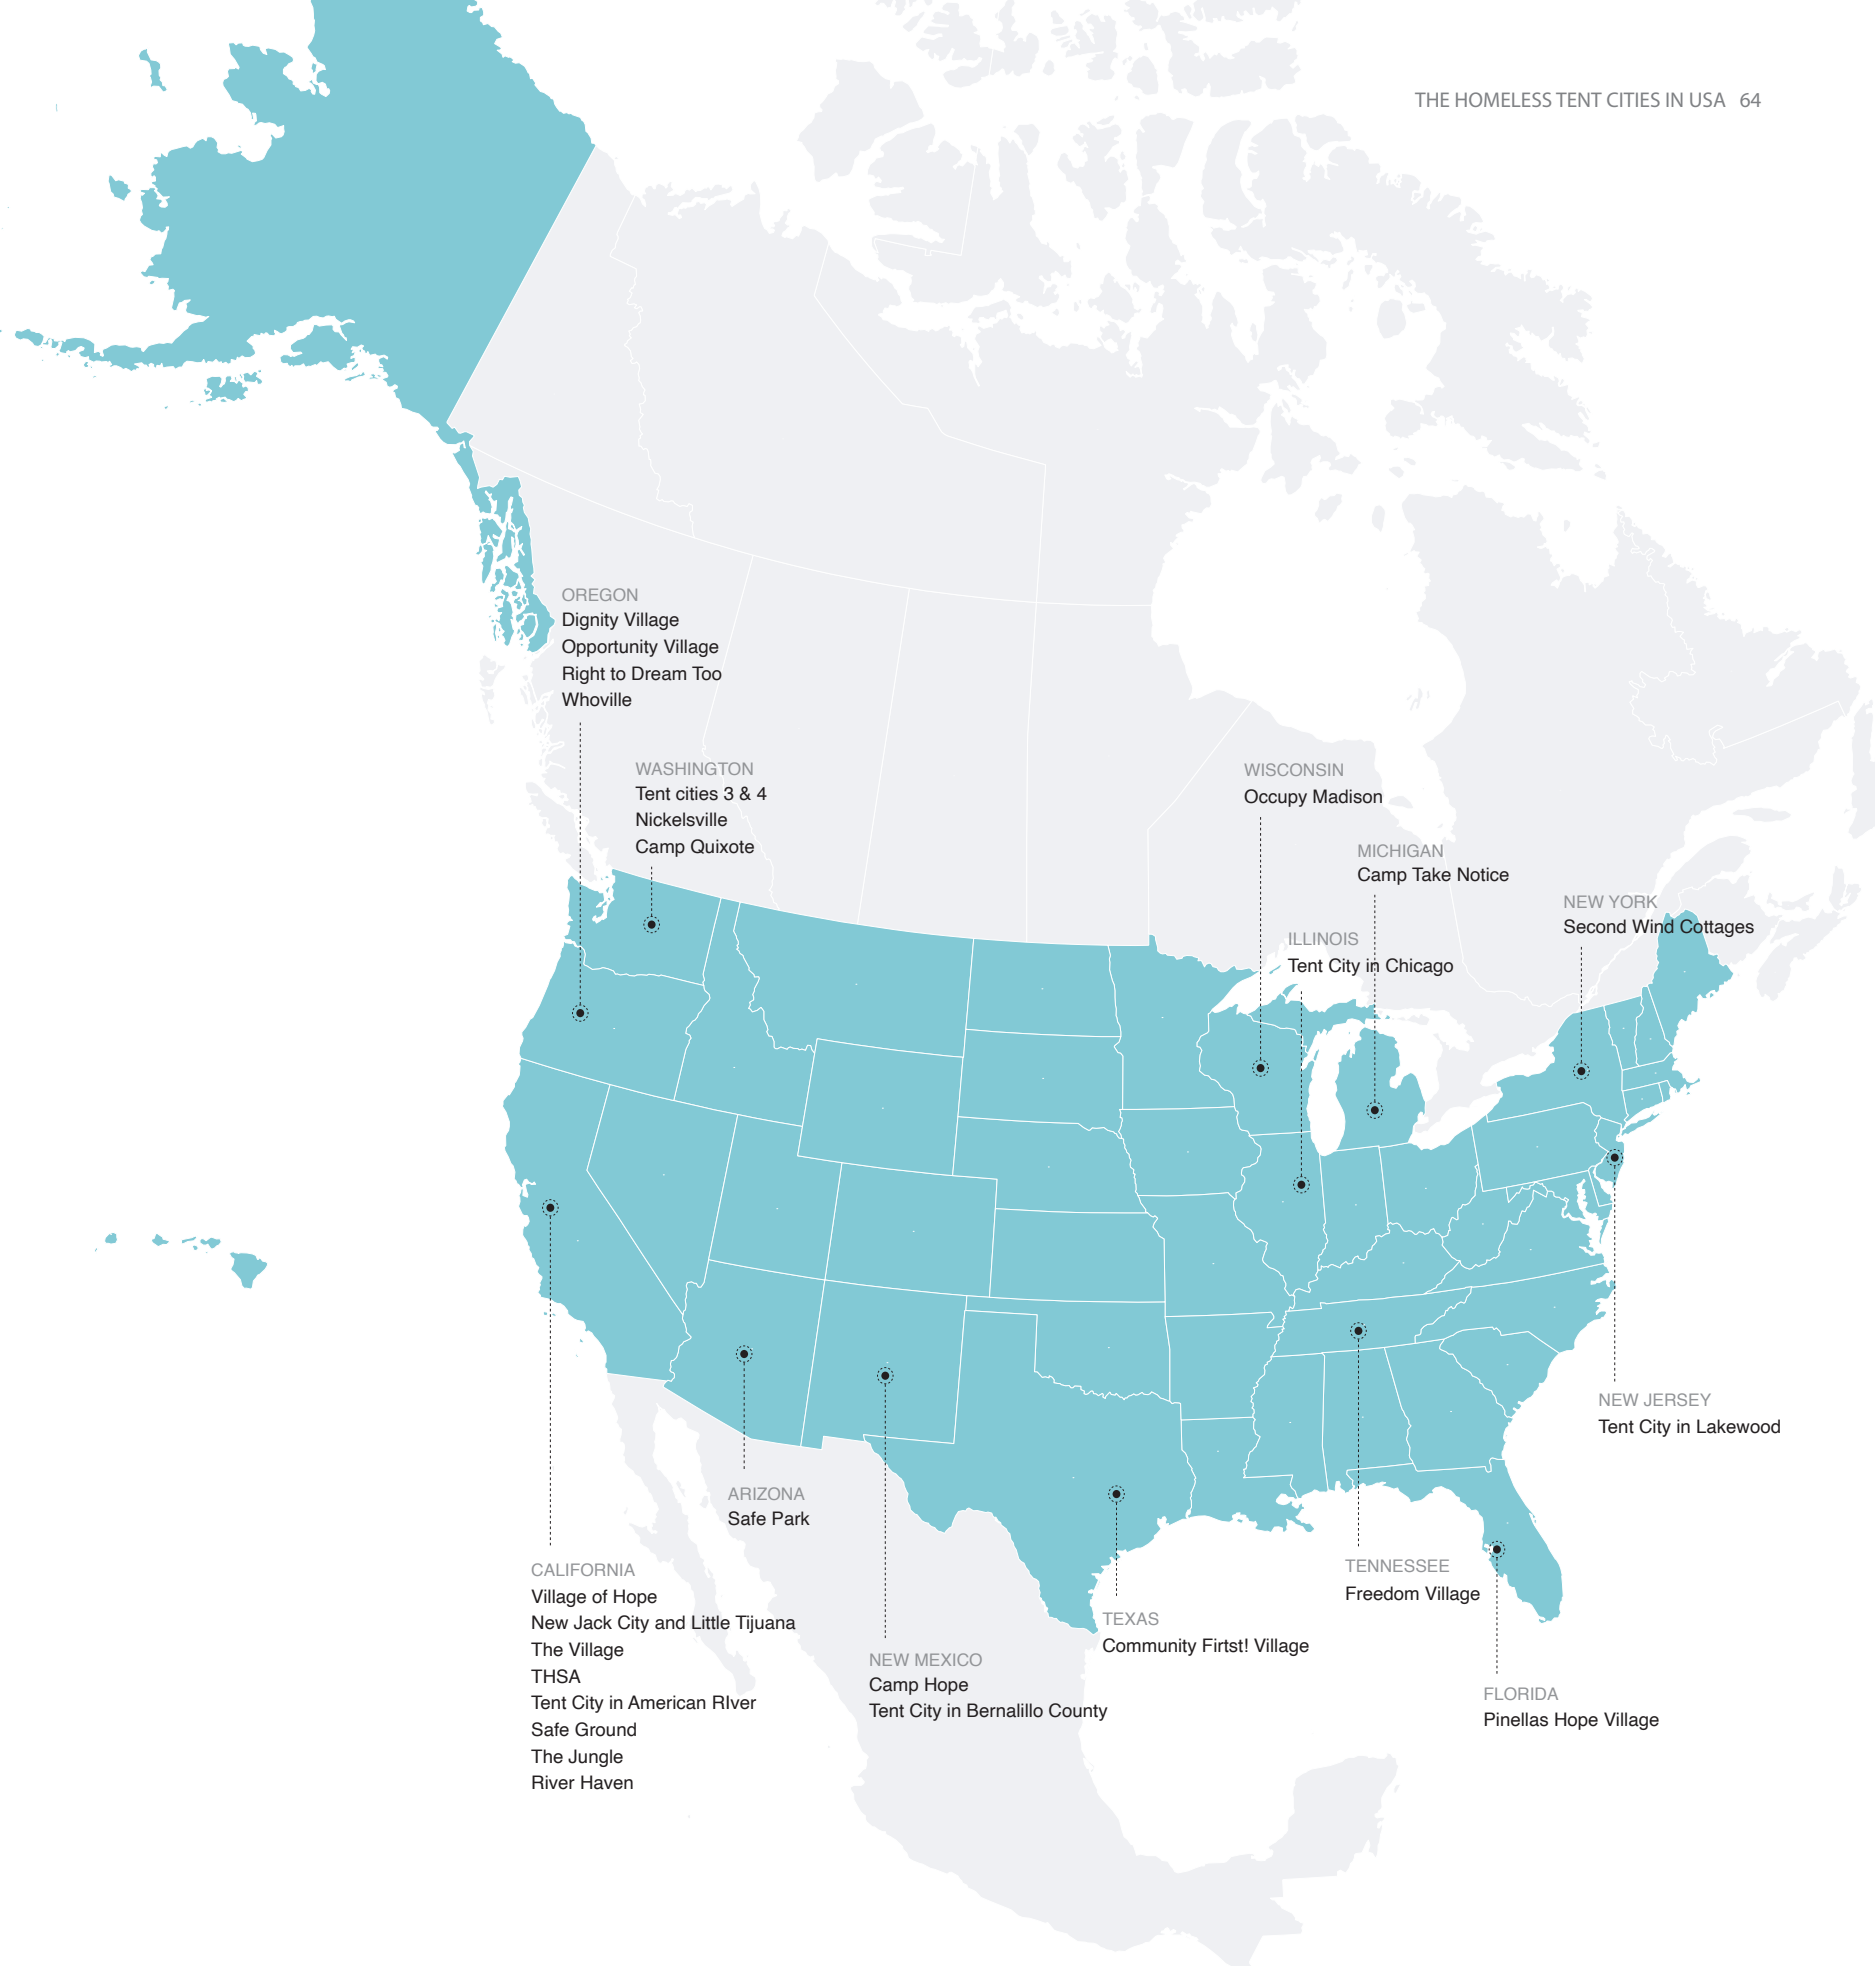 THE HOMELESS TENT CITIES IN USA 64
OREGON
Dignity Village
Opportunity Village
Right to Dream Too
Whoville
WASHINGTON
Tent cities 3 & 4
Nickelsville
Camp Quixote
WISCONSIN
Occupy Madison
MICHIGAN
Camp Take Notice
NEW YORK
Second Wind Cottages
ILLINOIS
Tent City in Chicago
NEW JERSEY
Tent City in Lakewood
ARIZONA
Safe Park
CALIFORNIA
Village of Hope
New Jack City and Little Tijuana
The Village
THSA
Tent City in American RIver
Safe Ground
The Jungle
River Haven
NEW MEXICO
Camp Hope
Tent City in Bernalillo County
TEXAS
Community Firtst! Village
TENNESSEE
Freedom Village
FLORIDA
Pinellas Hope Village